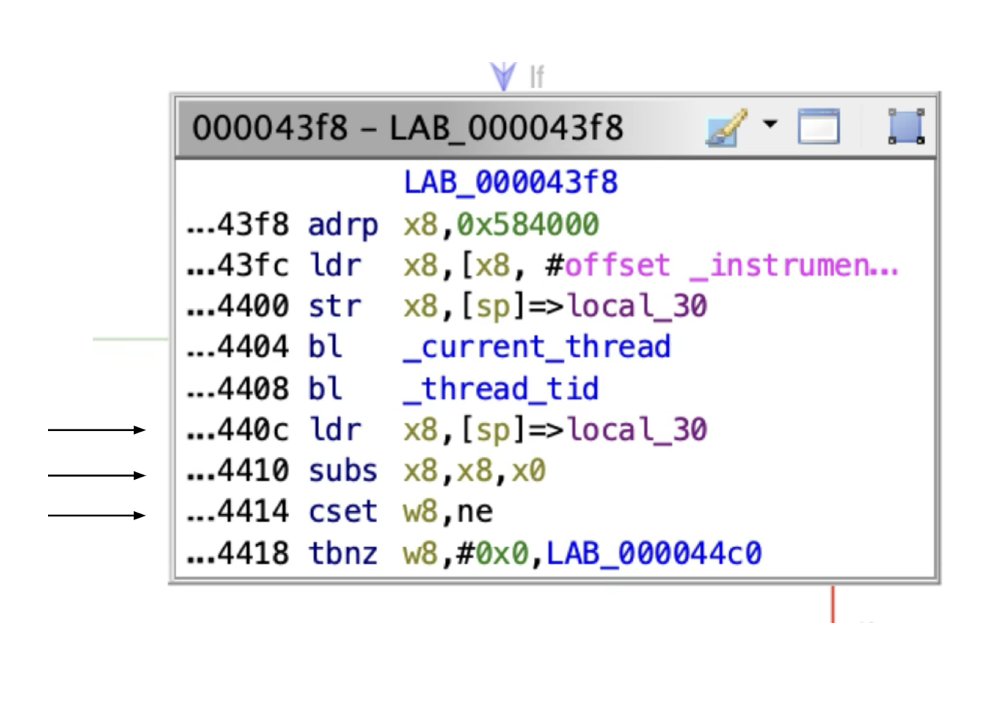 If
000043f8 – LAB_000043f8
LAB_000043f8
...43f8 adrp x8,0x584000
...43fc ldr x8,[x8, #offset _instrumen...
...4400 str x8,[sp]=>local_30
...4404 bl _current_thread
...4408 bl _thread_tid
...440c ldr x8,[sp]=>local_30
...4410 subs x8,x8,x0
...4414 cset w8,ne
...4418 tbnz w8,#0x0,LAB_000044c0